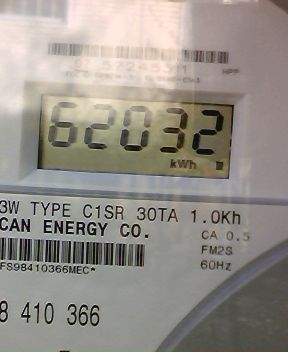 62032
kWh
3W TYPE C1SR 30TA 1.0Kh
CAN ENERGY CO.
CA 0.5
FM2S
60Hz
FS98410366MEC*
8 410 366